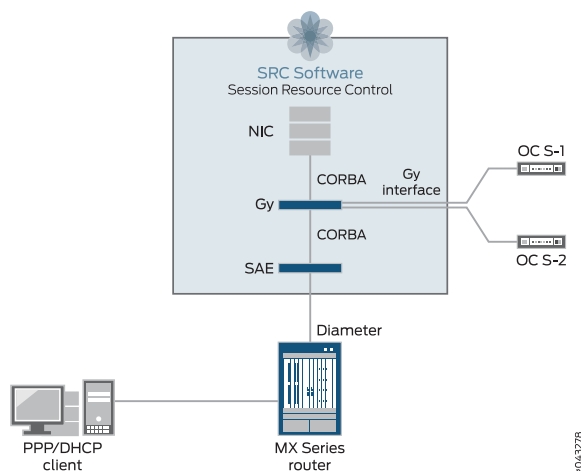 SRC Software
Session Resource Control
NIC
OC S-1
CORBA
Gy
interface
Gy
CORBA
OC S-2
SAE
Diameter
PPP/DHCP
client
MX Series
router
g043278